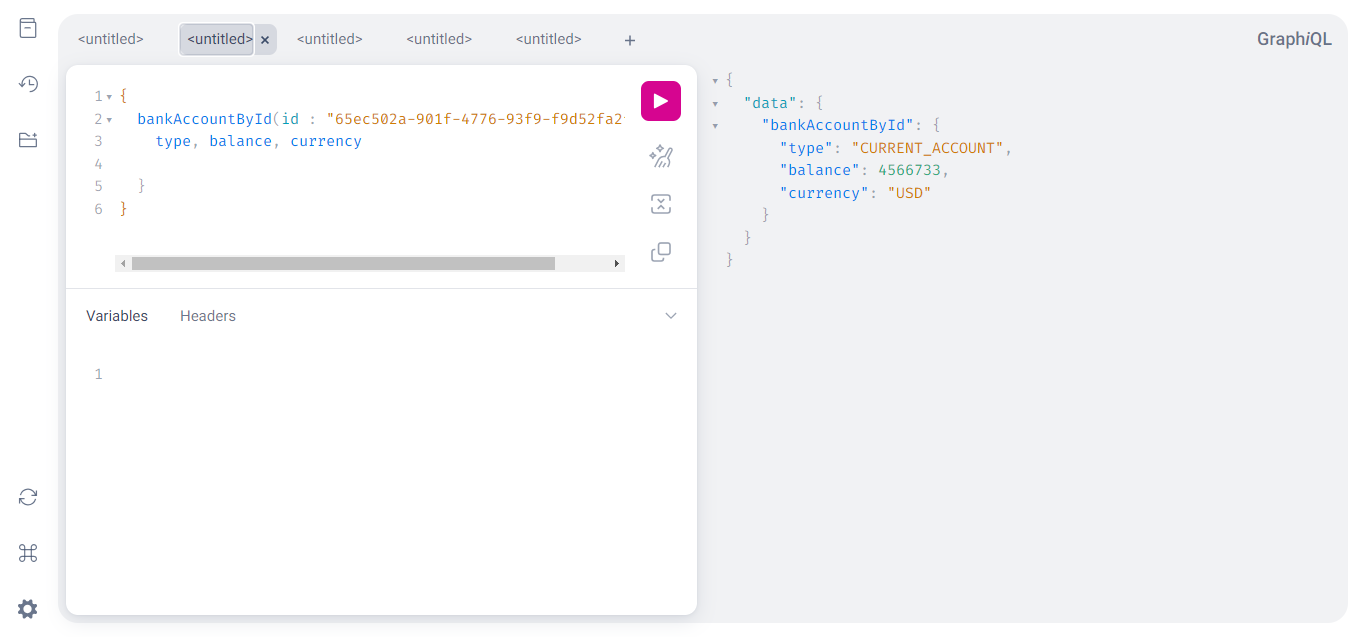 <untitled> <untitled> × <untitled> <untitled> <untitled> + GraphiQL
1 {
2 bankAccountById(id : "65ec502a-901f-4776-93f9-f9d52fa2
3 type, balance, currency
4
5 }
6 }
Variables Headers
1
{
"data": {
"bankAccountById": {
"type": "CURRENT_ACCOUNT",
"balance": 4566733,
"currency": "USD"
}
}
}